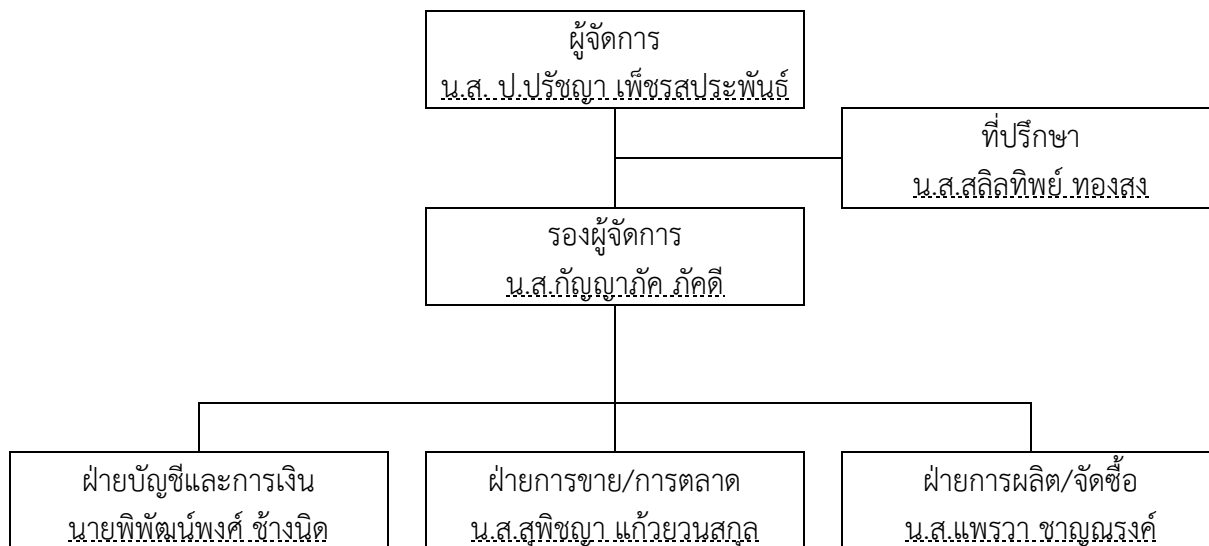 ผู้จัดการ
น.ส. ป.ปรัชญา เพ็ชรสประพันธ์
ที่ปรึกษา
น.ส.สลิลทิพย์ ทองสง
รองผู้จัดการ
น.ส.กัญญาภัค ภัคดี
ฝ่ายบัญชีและการเงิน
นายพิพัฒน์พงศ์ ช้างนิด
ฝ่ายการขาย/การตลาด
น.ส.สุพิชญา แก้วยวนสกุล
ฝ่ายการผลิต/จัดซื้อ
น.ส.แพรวา ชาญณรงค์